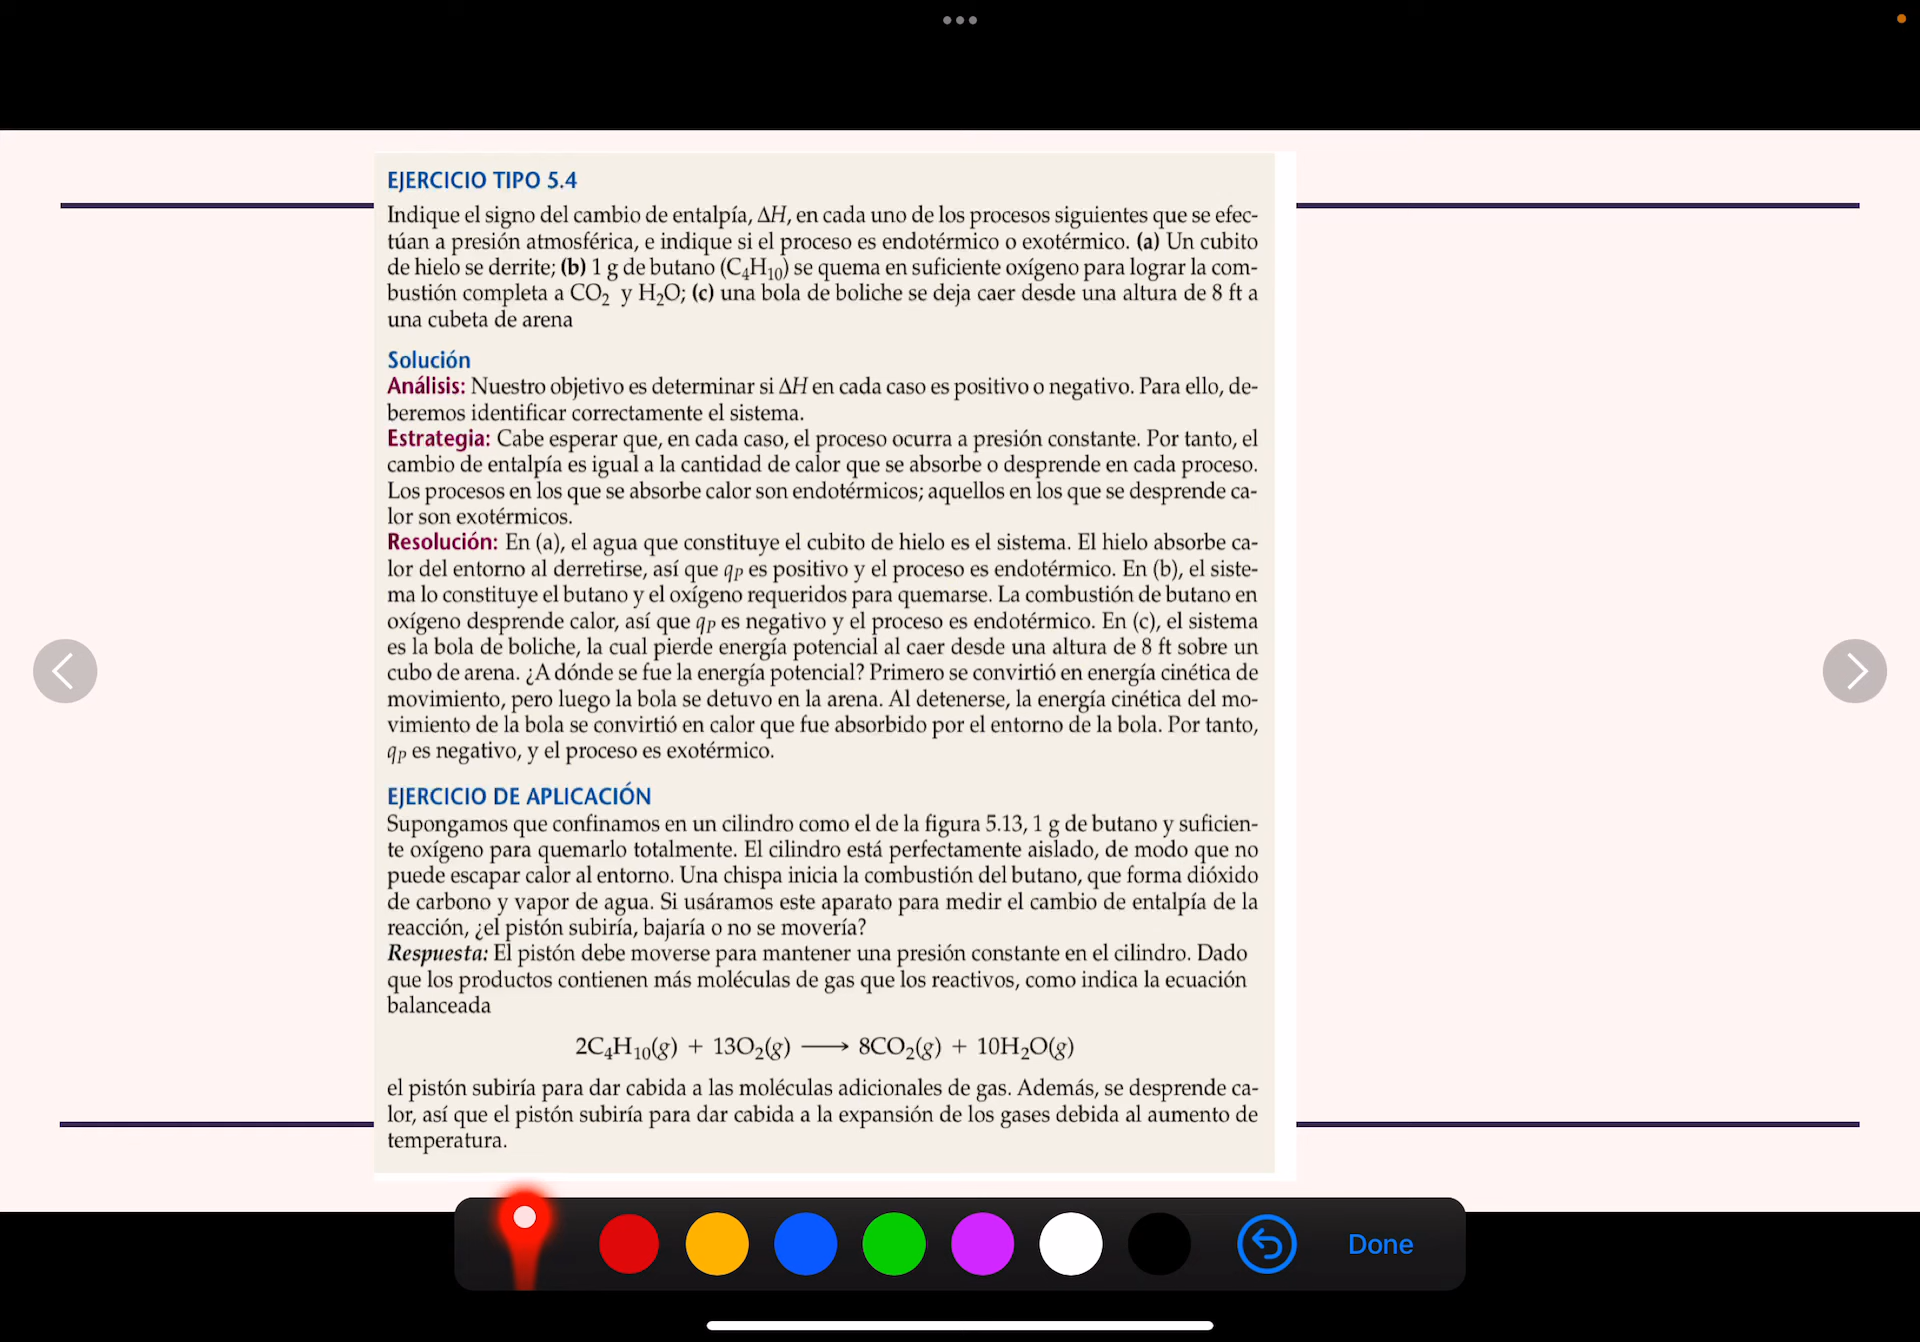 EJERCICIO TIPO 5.4
Indique el signo del cambio de entalpía, ΔH, en cada uno de los procesos siguientes que se efec-
túan a presión atmosférica, e indique si el proceso es endotérmico o exotérmico. (a) Un cubito
de hielo se derrite; (b) 1 g de butano (C₄H₁₀) se quema en suficiente oxígeno para lograr la com-
bustión completa a CO₂ y H₂O; (c) una bola de boliche se deja caer desde una altura de 8 ft a
una cubeta de arena
Solución
Análisis: Nuestro objetivo es determinar si ΔH en cada caso es positivo o negativo. Para ello, de-
beremos identificar correctamente el sistema.
Estrategia: Cabe esperar que, en cada caso, el proceso ocurra a presión constante. Por tanto, el
cambio de entalpía es igual a la cantidad de calor que se absorbe o desprende en cada proceso.
Los procesos en los que se absorbe calor son endotérmicos; aquellos en los que se desprende ca-
lor son exotérmicos.
Resolución: En (a), el agua que constituye el cubito de hielo es el sistema. El hielo absorbe ca-
lor del entorno al derretirse, así que qP es positivo y el proceso es endotérmico. En (b), el siste-
ma lo constituye el butano y el oxígeno requeridos para quemarse. La combustión de butano en
oxígeno desprende calor, así que qP es negativo y el proceso es endotérmico. En (c), el sistema
es la bola de boliche, la cual pierde energía potencial al caer desde una altura de 8 ft sobre un
cubo de arena. ¿A dónde se fue la energía potencial? Primero se convirtió en energía cinética de
movimiento, pero luego la bola se detuvo en la arena. Al detenerse, la energía cinética del mo-
vimiento de la bola se convirtió en calor que fue absorbido por el entorno de la bola. Por tanto,
qP es negativo, y el proceso es exotérmico.
EJERCICIO DE APLICACIÓN
Supongamos que confinamos en un cilindro como el de la figura 5.13, 1 g de butano y suficien-
te oxígeno para quemarlo totalmente. El cilindro está perfectamente aislado, de modo que no
puede escapar calor al entorno. Una chispa inicia la combustión del butano, que forma dióxido
de carbono y vapor de agua. Si usáramos este aparato para medir el cambio de entalpía de la
reacción, ¿el pistón subiría, bajaría o no se movería?
Respuesta: El pistón debe moverse para mantener una presión constante en el cilindro. Dado
que los productos contienen más moléculas de gas que los reactivos, como indica la ecuación
balanceada
2C₄H₁₀(g) + 13O₂(g) ⟶ 8CO₂(g) + 10H₂O(g)
el pistón subiría para dar cabida a las moléculas adicionales de gas. Además, se desprende ca-
lor, así que el pistón subiría para dar cabida a la expansión de los gases debida al aumento de
temperatura.
Done